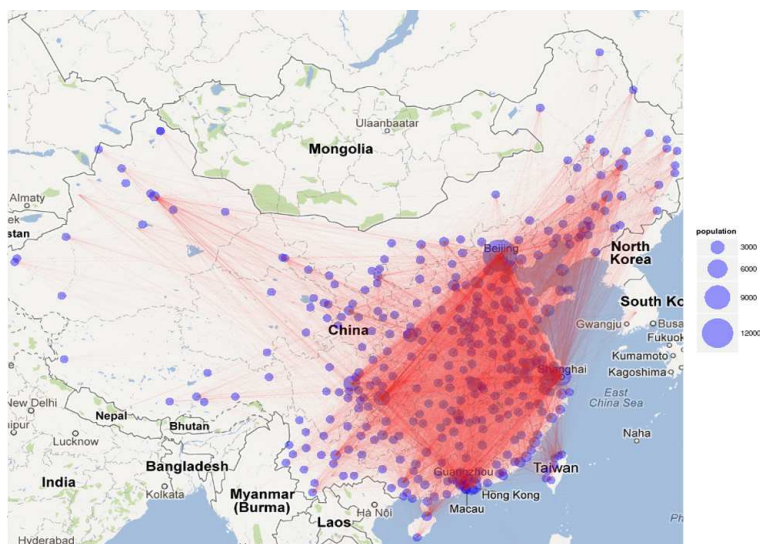 Ulaanbaatar
Mongolia
Almaty
stan
Beijing
North
Korea
South Ko
Gwangju
Busa
Fukuok
Kumamoto
Kagoshima
China
Shanghai
East
China Sea
New Delhi
Nepal
Bhutan
ipur
Lucknow
Naha
Guangzhou
Taiwan
Bangladesh
India
Kolkata
Myanmar
(Burma)
Hong Kong
Macau
Hà Nội
Laos
Hyderabad
Ph
population
3000
6000
9000
12000